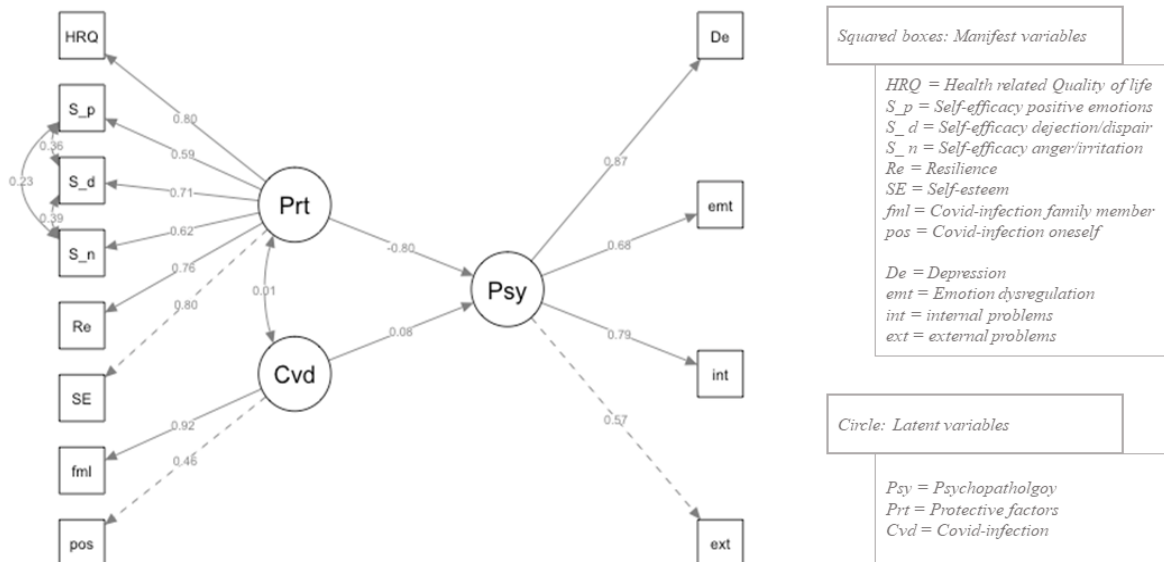 HRQ
S_p
S_d
S_n
Re
SE
fml
pos
0.36
0.23
0.39
0.80
0.59
0.71
0.62
0.76
0.80
Prt
0.01
Cvd
0.92
0.46
-0.80
0.08
Psy
0.87
0.68
0.79
0.57
De
emt
int
ext
Squared boxes: Manifest variables
HRQ = Health related Quality of life
S_p = Self-efficacy positive emotions
S_ d = Self-efficacy dejection/dispair
S_ n = Self-efficacy anger/irritation
Re = Resilience
SE = Self-esteem
fml = Covid-infection family member
pos = Covid-infection oneself
De = Depression
emt = Emotion dysregulation
int = internal problems
ext = external problems
Circle: Latent variables
Psy = Psychopatholgoy
Prt = Protective factors
Cvd = Covid-infection